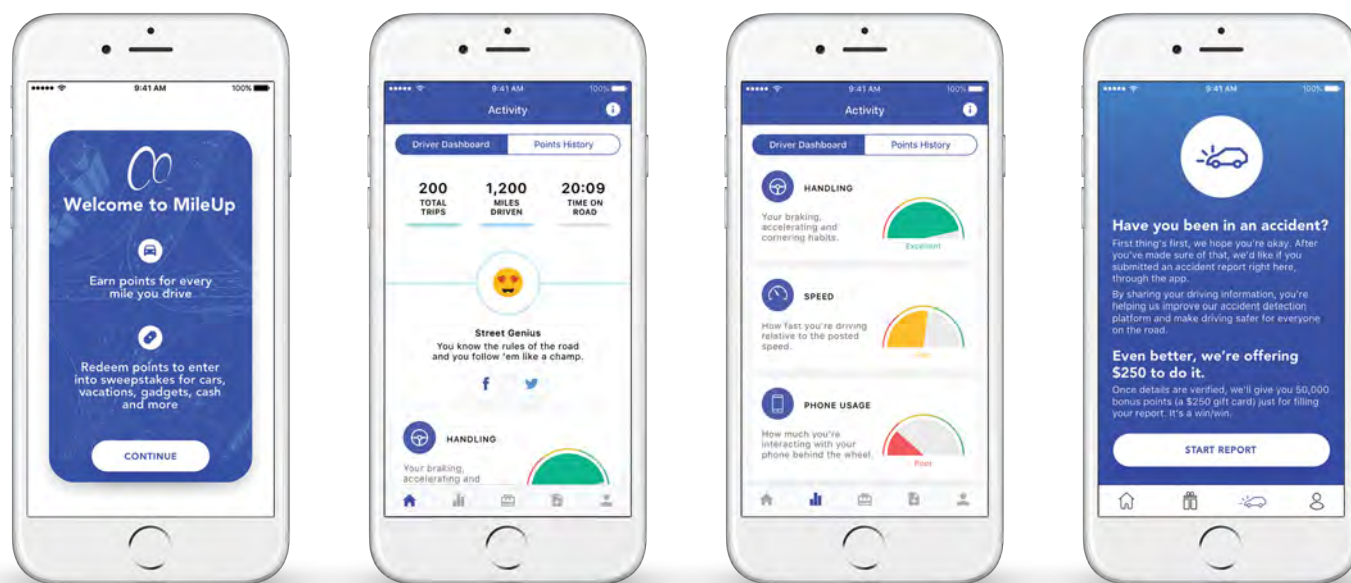 9:41 AM
100%
Welcome to MileUp
Earn points for every
mile you drive
Redeem points to enter
into sweepstakes for cars,
vacations, gadgets, cash
and more
CONTINUE
9:41 AM
100%
Activity
Driver Dashboard
Points History
200
TOTAL
TRIPS
1,200
MILES
DRIVEN
20:09
TIME ON
ROAD
Street Genius
You know the rules of the road
and you follow 'em like a champ.
HANDLING
Your braking,
accelerating and
9:41 AM
100%
Activity
Driver Dashboard
Points History
HANDLING
Your braking,
accelerating and
cornering habits.
Excellent
SPEED
How fast you're driving
relative to the posted
speed.
PHONE USAGE
How much you're
interacting with your
phone behind the wheel.
Poor
9:41 AM
100%
Have you been in an accident?
First thing's first, we hope you're okay. After
you've made sure of that, we'd like if you
submitted an accident report right here,
through the app.
By sharing your driving information, you're
helping us improve our accident detection
platform and make driving safer for everyone
on the road.
Even better, we're offering
$250 to do it.
Once details are verified, we'll give you 50,000
bonus points (a $250 gift card) just for filling
your report. It's a win/win.
START REPORT